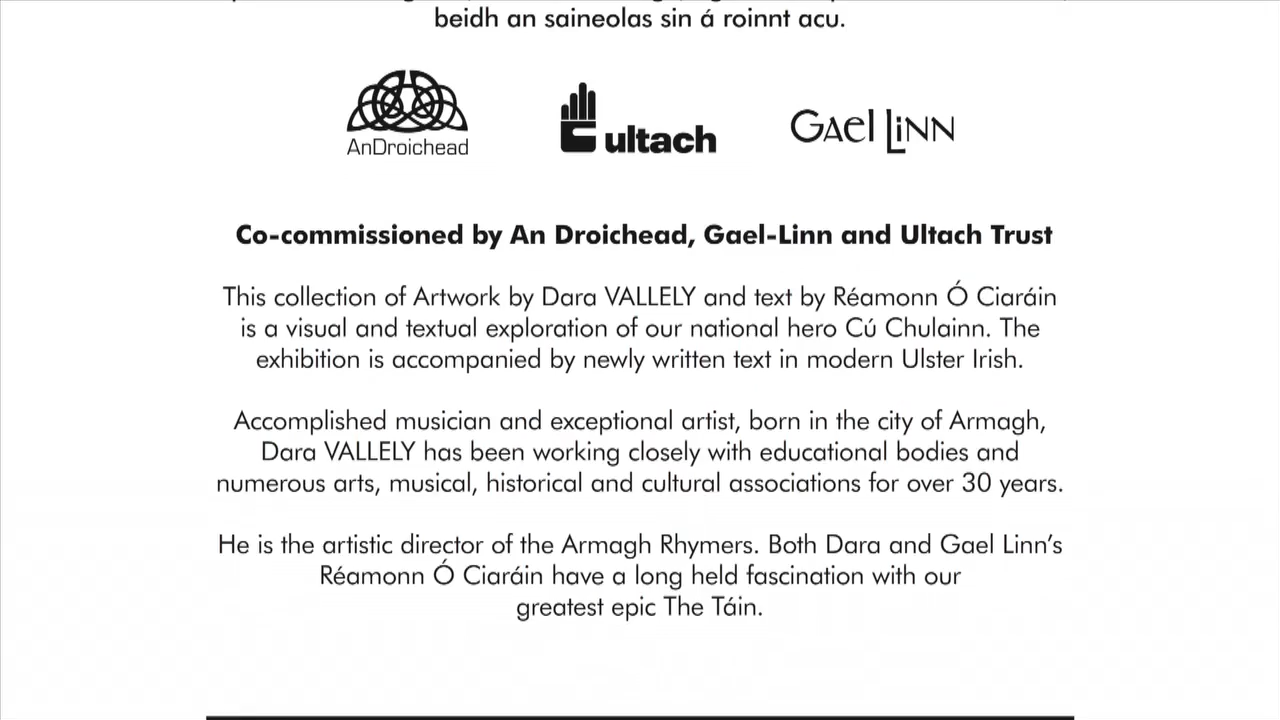 beidh an saineolas sin á roinnt acu.
AnDroichead
ultach
GAEL LINN
Co-commissioned by An Droichead, Gael-Linn and Ultach Trust
This collection of Artwork by Dara VALLELY and text by Réamonn Ó Ciaráin
is a visual and textual exploration of our national hero Cú Chulainn. The
exhibition is accompanied by newly written text in modern Ulster Irish.
Accomplished musician and exceptional artist, born in the city of Armagh,
Dara VALLELY has been working closely with educational bodies and
numerous arts, musical, historical and cultural associations for over 30 years.
He is the artistic director of the Armagh Rhymers. Both Dara and Gael Linn’s
Réamonn Ó Ciaráin have a long held fascination with our
greatest epic The Táin.